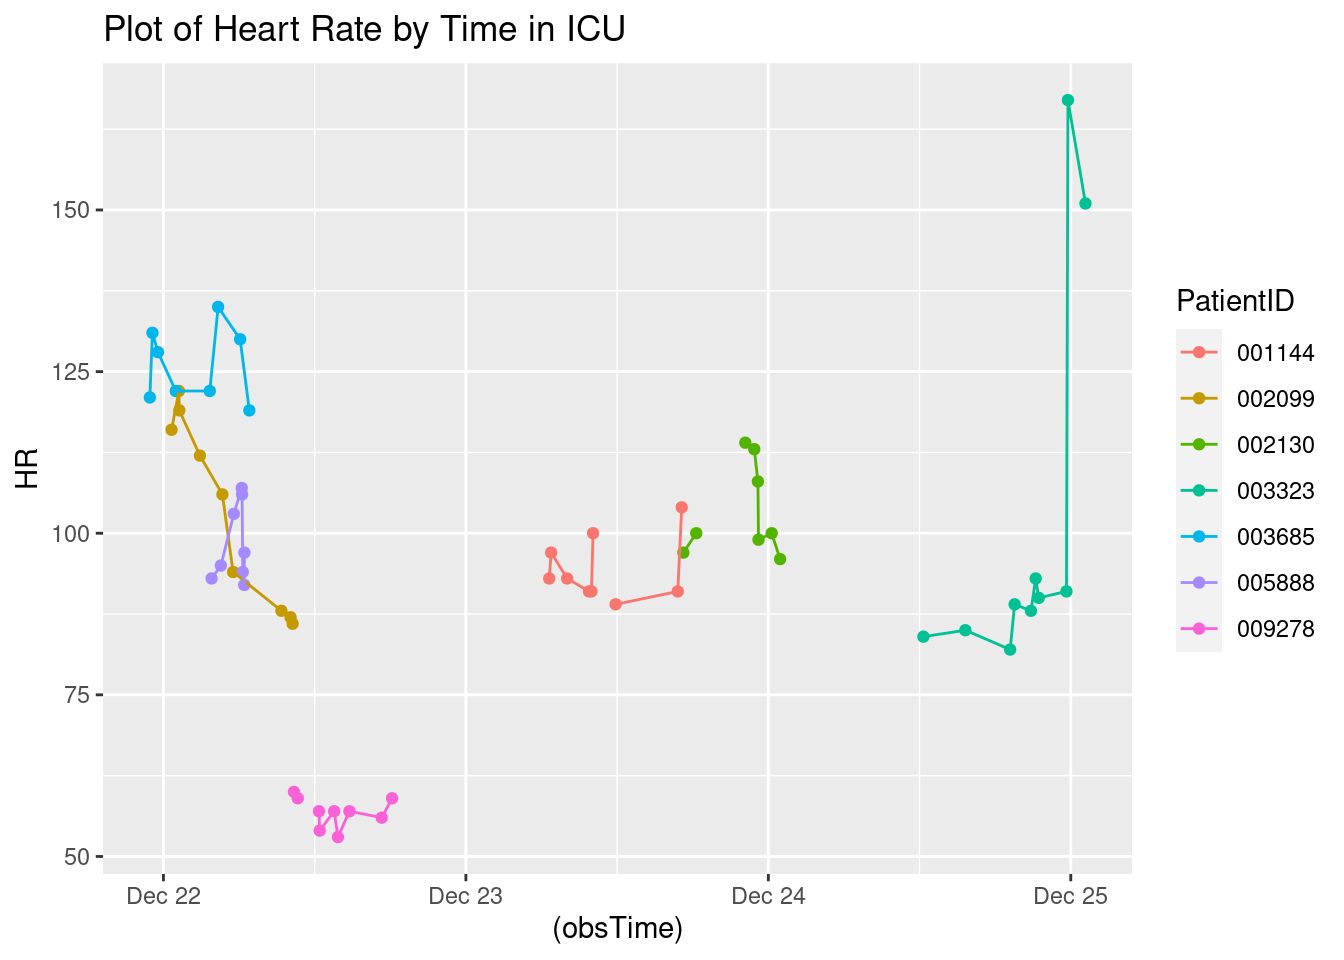 Plot of Heart Rate by Time in ICU
150
125
100
75
50
HR
Dec 22
Dec 23
Dec 24
Dec 25
(obsTime)
PatientID
001144
002099
002130
003323
003685
005888
009278